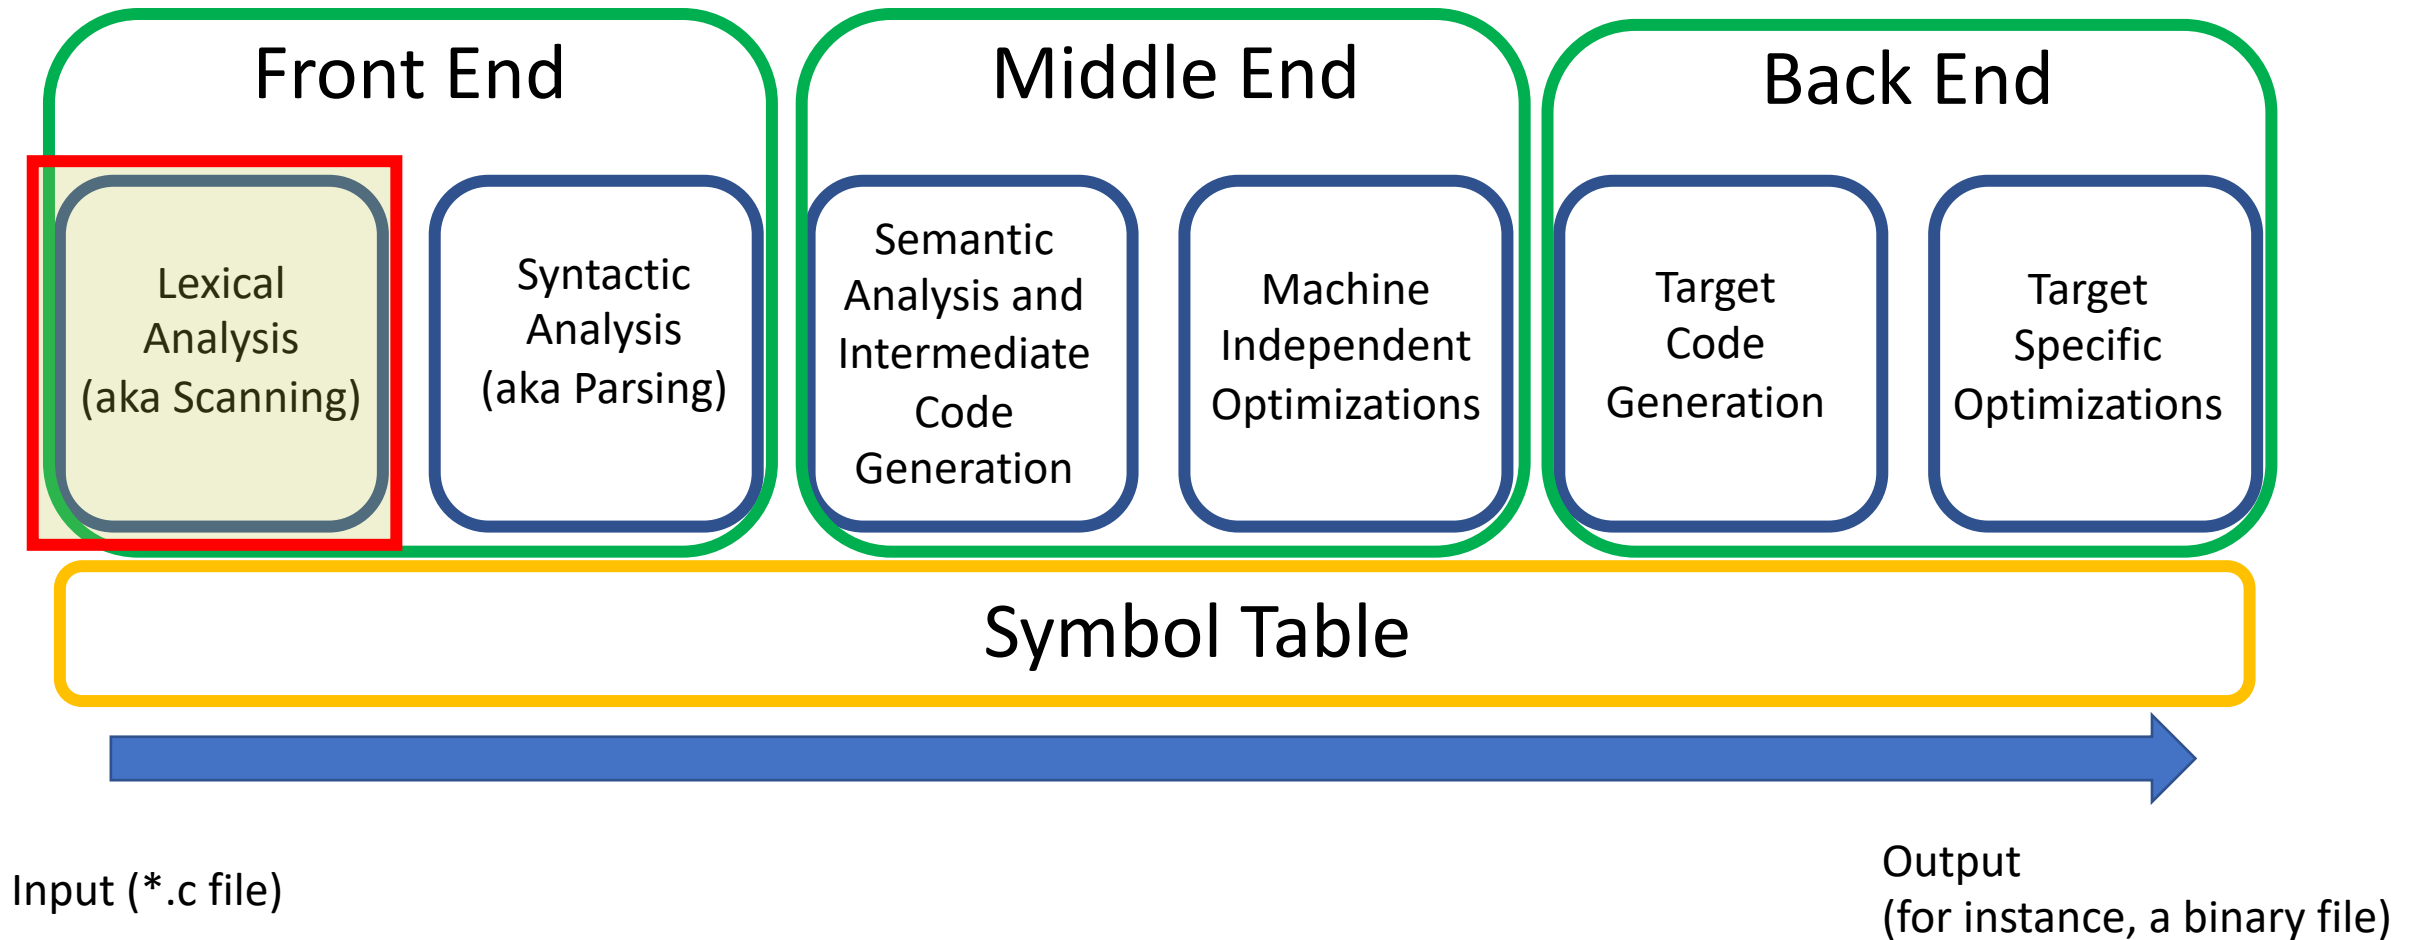 Front End
Middle End
Back End
Lexical
Analysis
(aka Scanning)
Syntactic
Analysis
(aka Parsing)
Semantic
Analysis and
Intermediate
Code
Generation
Machine
Independent
Optimizations
Target
Code
Generation
Target
Specific
Optimizations
Symbol Table
Input (*.c file)
Output
(for instance, a binary file)